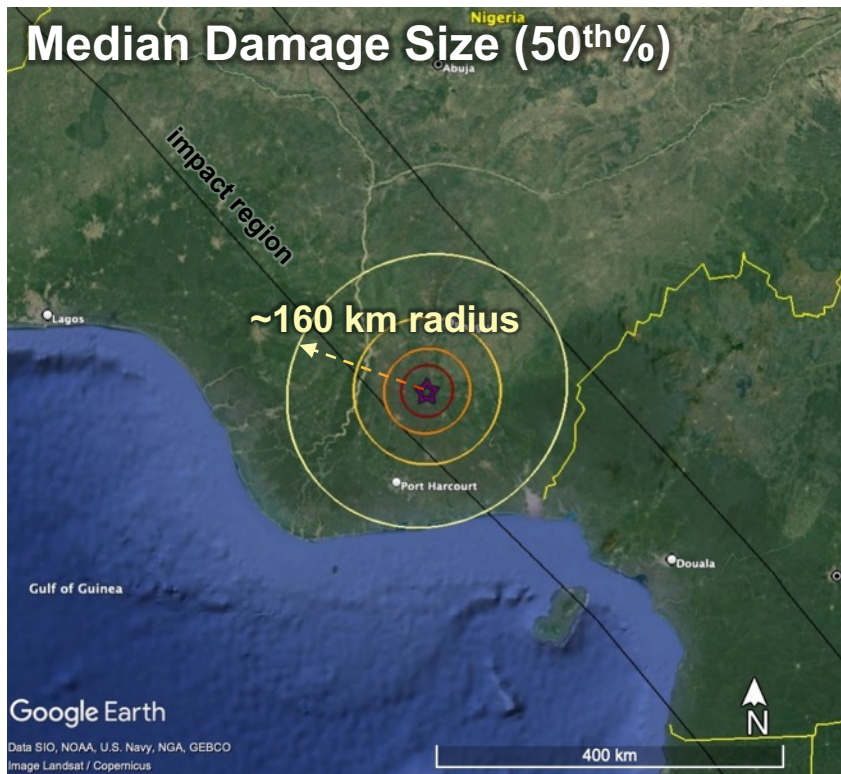 Nigeria
Median Damage Size (50th%)
Abuja
impact region
~160 km radius
Lagos
Port Harcourt
Douala
Gulf of Guinea
Google Earth
N
Data SIO, NOAA, U.S. Navy, NGA, GEBCO
Image Landsat / Copernicus
400 km